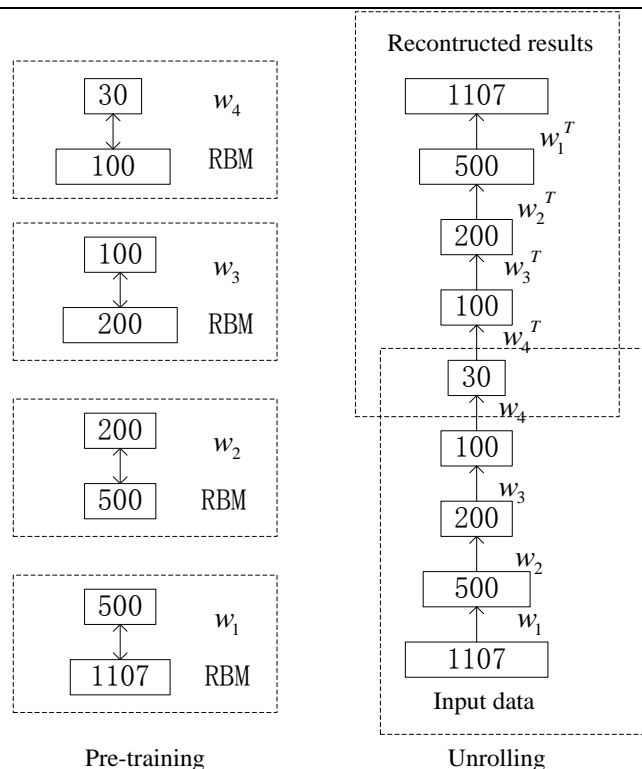 30
w₄
100
RBM
100
w₃
200
RBM
200
w₂
500
RBM
500
w₁
1107
RBM
Pre-training
Recontructed results
1107
w₁ᵀ
500
w₂ᵀ
200
w₃ᵀ
100
w₄ᵀ
30
w₄
100
w₃
200
w₂
500
w₁
1107
Input data
Unrolling